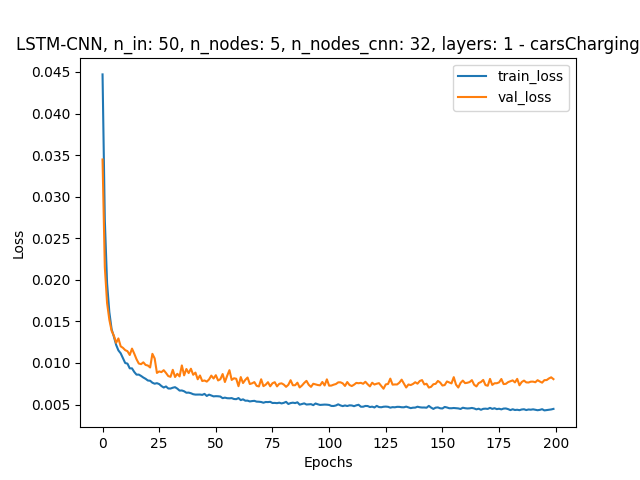 LSTM-CNN, n_in: 50, n_nodes: 5, n_nodes_cnn: 32, layers: 1 - carsCharging
train_loss
val_loss
0.045
0.040
0.035
0.030
0.025
0.020
0.015
0.010
0.005
Loss
0 25 50 75 100 125 150 175 200
Epochs